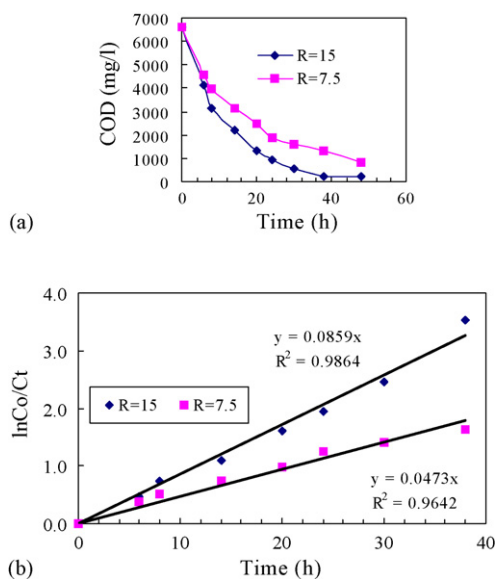 7000
6000
5000
4000
3000
2000
1000
0
COD (mg/l)
R=15
R=7.5
0 20 40 60
Time (h)
(a)
4.0
3.0
2.0
1.0
0.0
lnCo/Ct
y = 0.0859x
R² = 0.9864
R=15 R=7.5
y = 0.0473x
R² = 0.9642
0 10 20 30 40
Time (h)
(b)